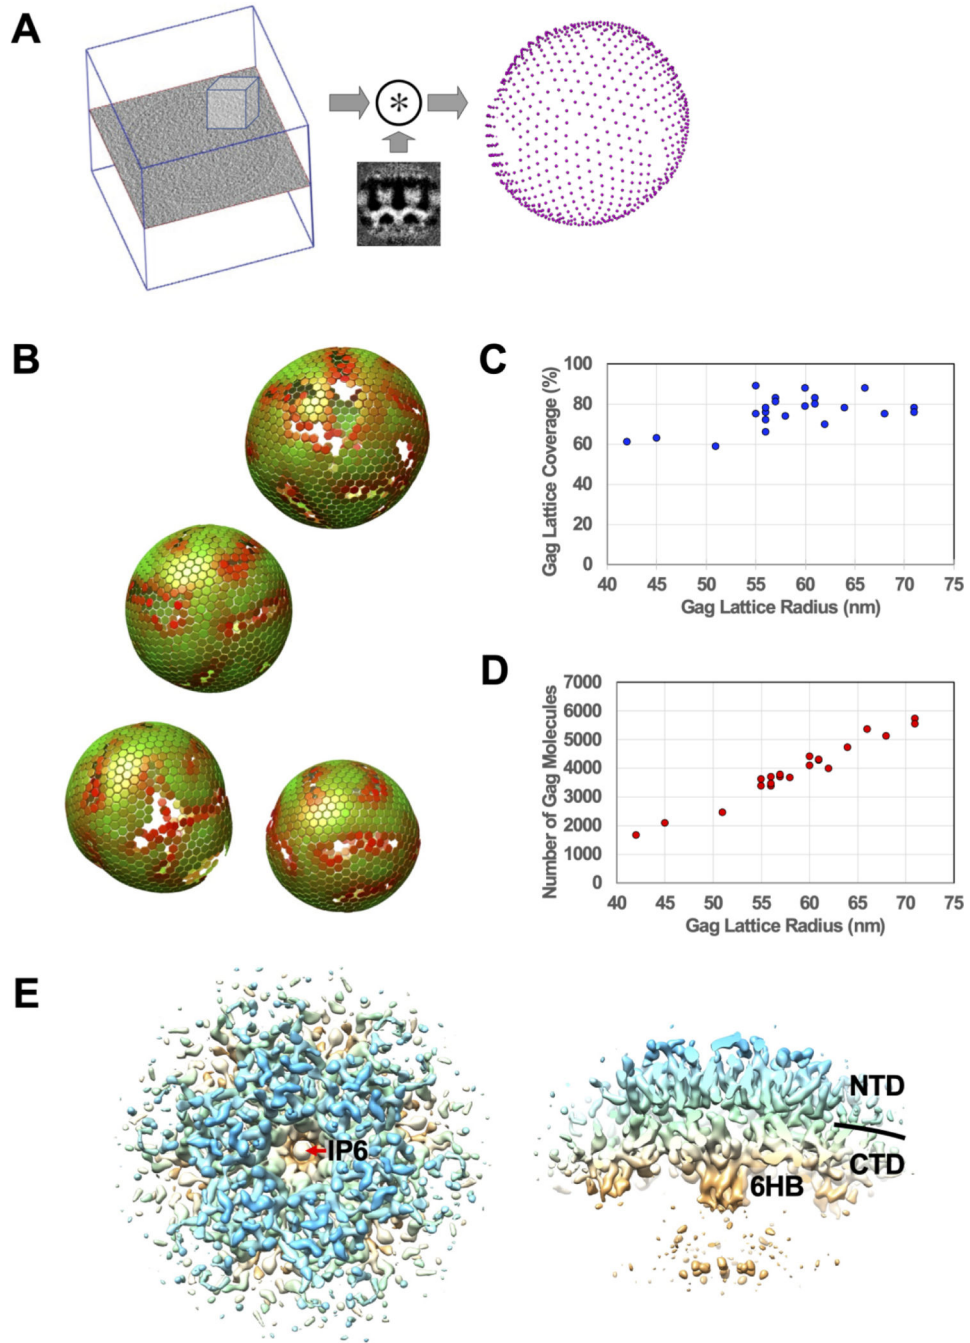 A
*
B
C
Gag Lattice Coverage (%)
100
80
60
40
20
0
40 45 50 55 60 65 70 75
Gag Lattice Radius (nm)
D
Number of Gag Molecules
7000
6000
5000
4000
3000
2000
1000
0
40 45 50 55 60 65 70 75
Gag Lattice Radius (nm)
E
IP6
NTD
CTD
6HB